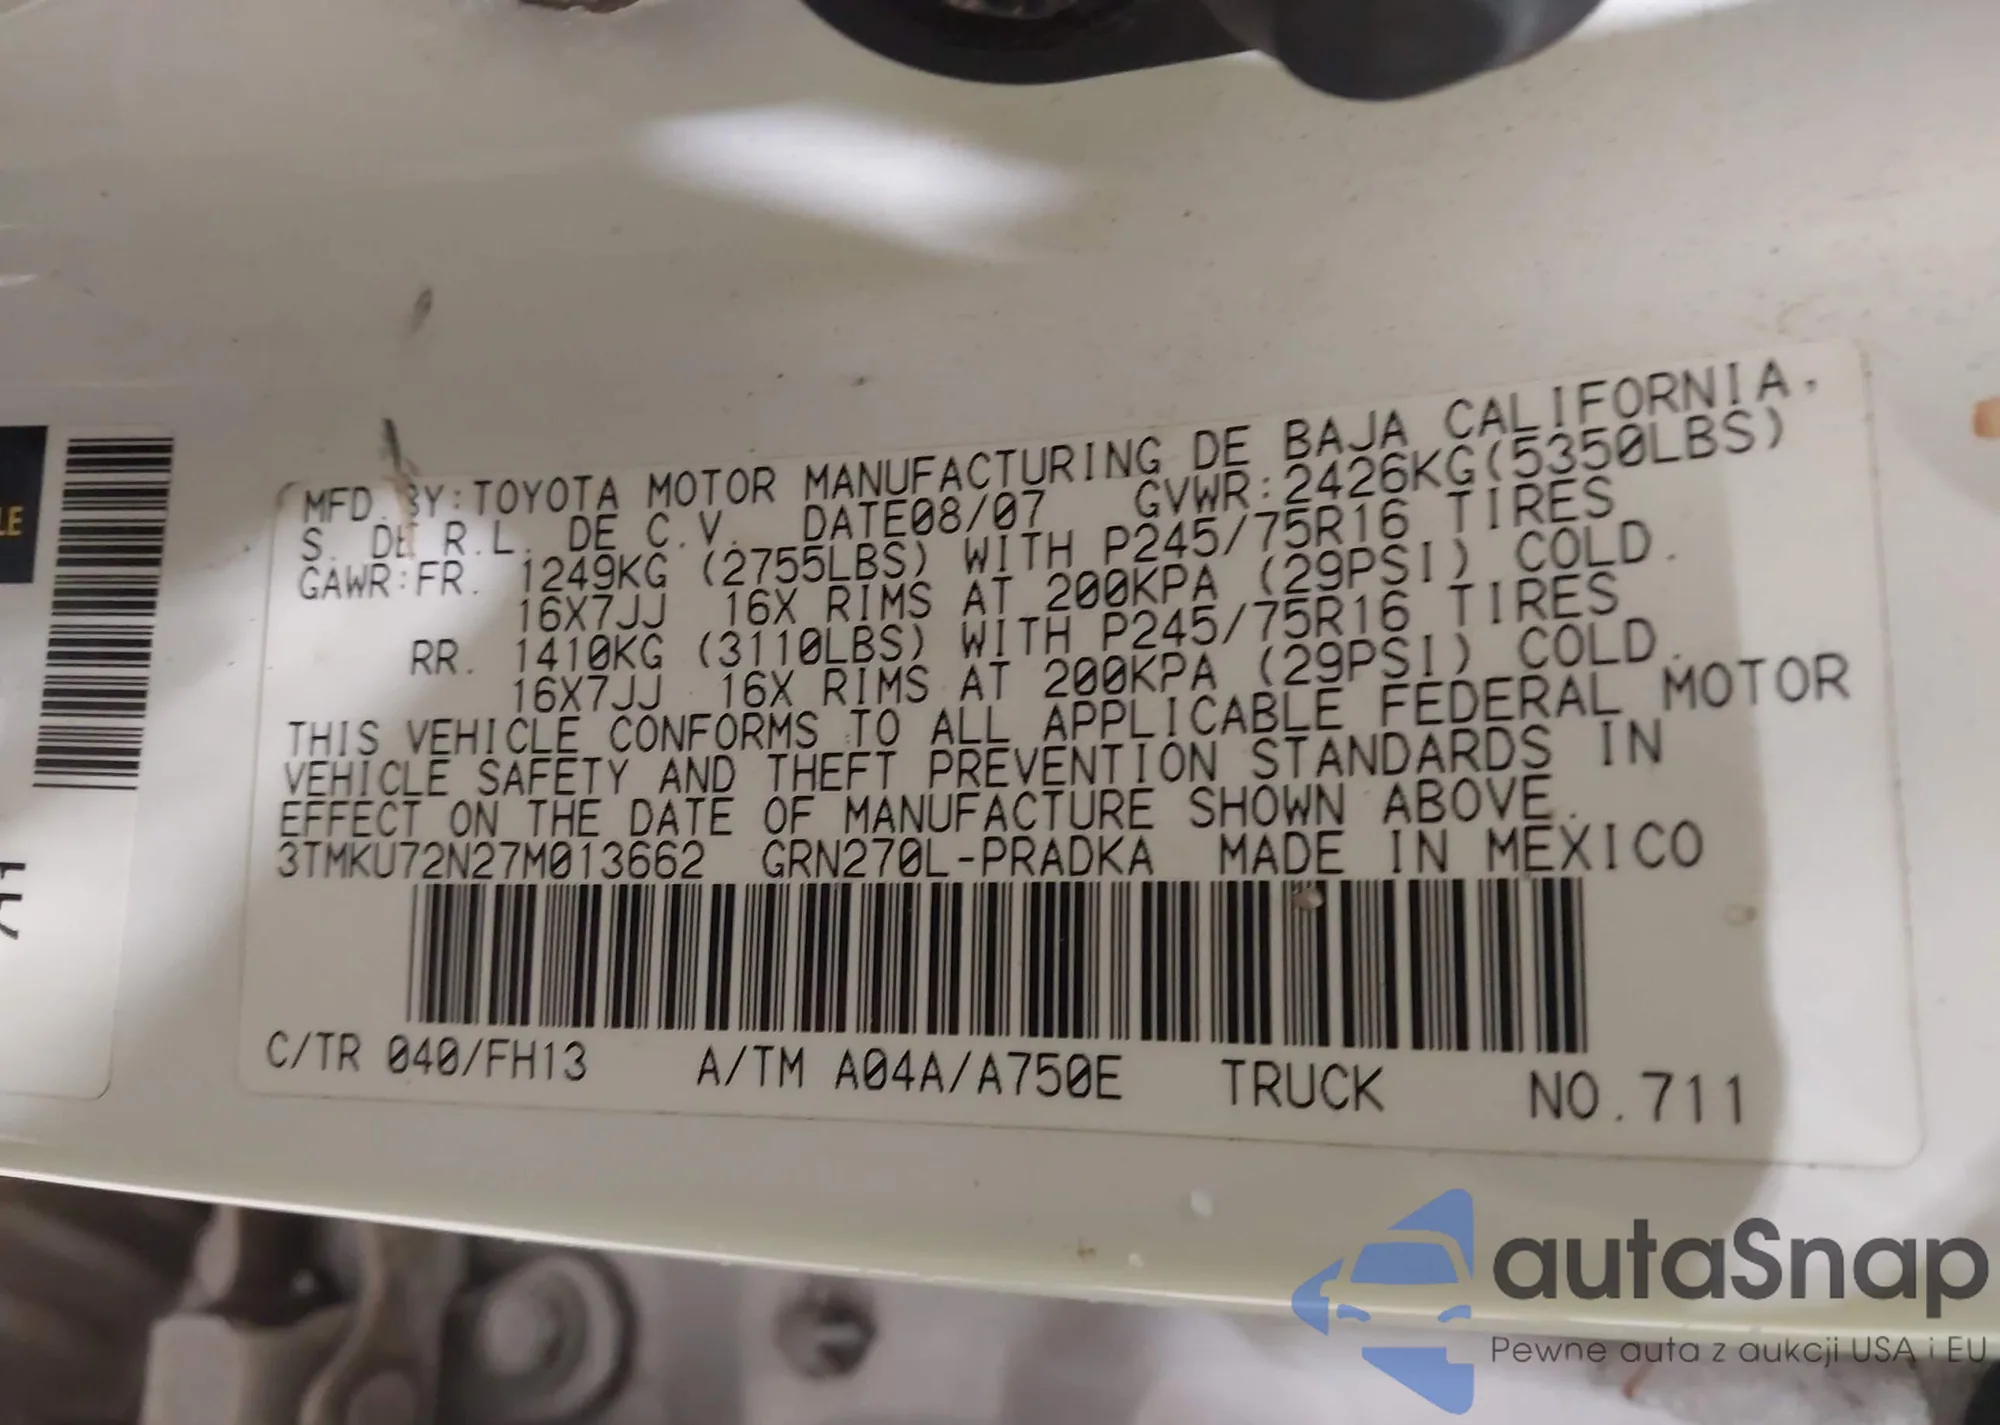 MFD. BY:TOYOTA MOTOR MANUFACTURING DE BAJA CALIFORNIA,
S. DE R.L. DE C.V. DATE08/07 GVWR:2426KG(5350LBS)
GAWR:FR. 1249KG (2755LBS) WITH P245/75R16 TIRES
16X7JJ 16X RIMS AT 200KPA (29PSI) COLD.
RR. 1410KG (3110LBS) WITH P245/75R16 TIRES
16X7JJ 16X RIMS AT 200KPA (29PSI) COLD.
THIS VEHICLE CONFORMS TO ALL APPLICABLE FEDERAL MOTOR
VEHICLE SAFETY AND THEFT PREVENTION STANDARDS IN
EFFECT ON THE DATE OF MANUFACTURE SHOWN ABOVE.
3TMKU72N27M013662 GRN270L-PRADKA MADE IN MEXICO
C/TR 040/FH13 A/TM A04A/A750E TRUCK NO.711
LE
autaSnap
Pewne auta z aukcji USA i EU